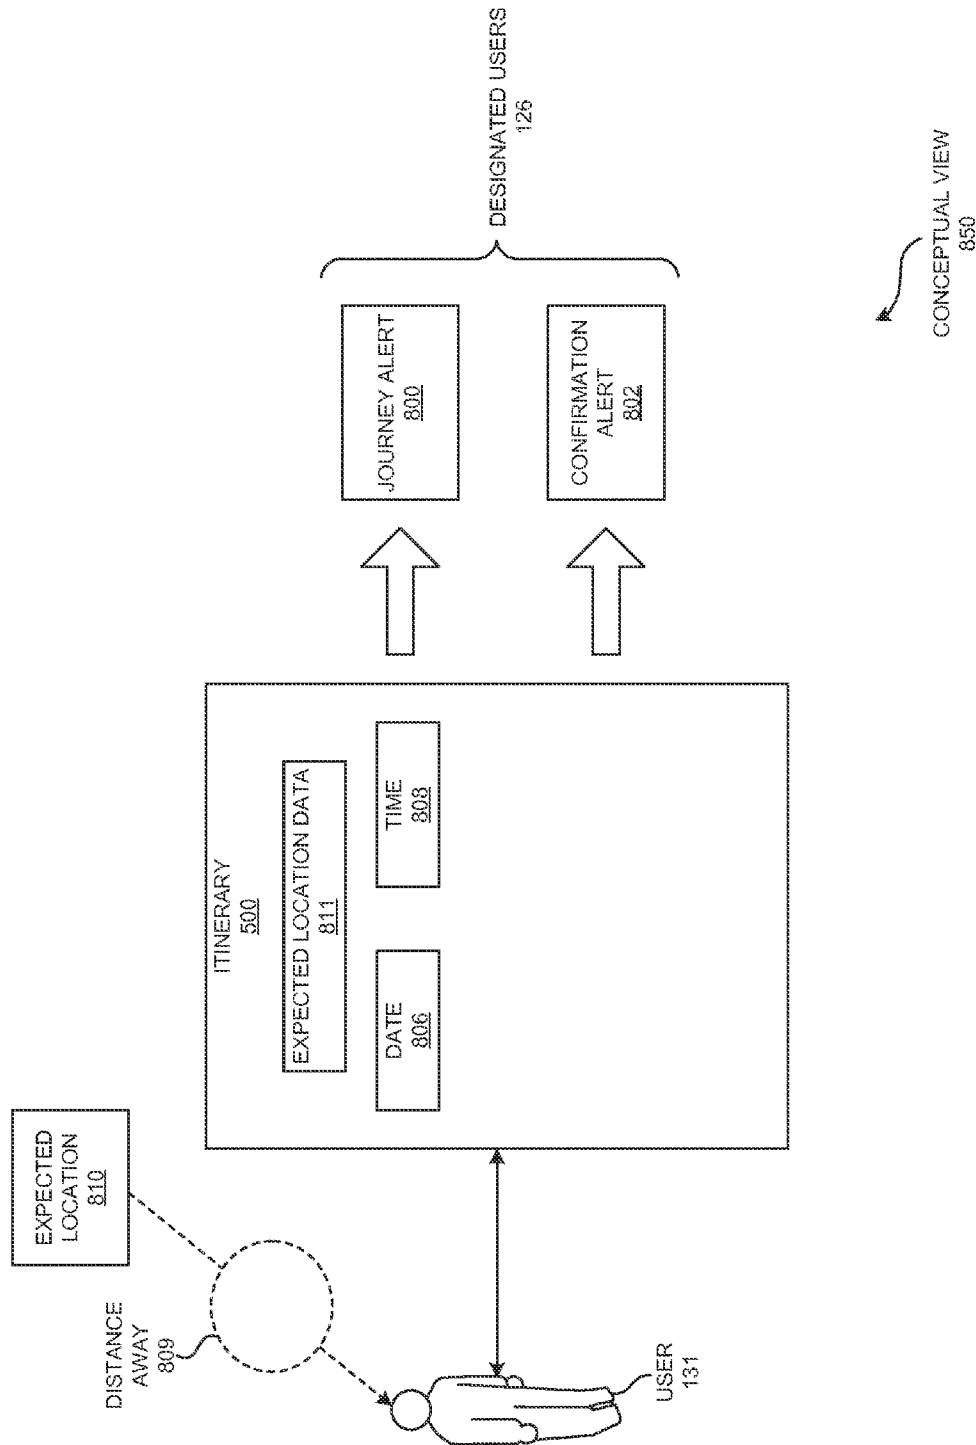 EXPECTED
LOCATION
810
DISTANCE
AWAY
809
USER
131
ITINERARY
500
EXPECTED LOCATION DATA
811
DATE
806
TIME
808
JOURNEY ALERT
800
CONFIRMATION
ALERT
802
DESIGNATED USERS
126
CONCEPTUAL VIEW
850